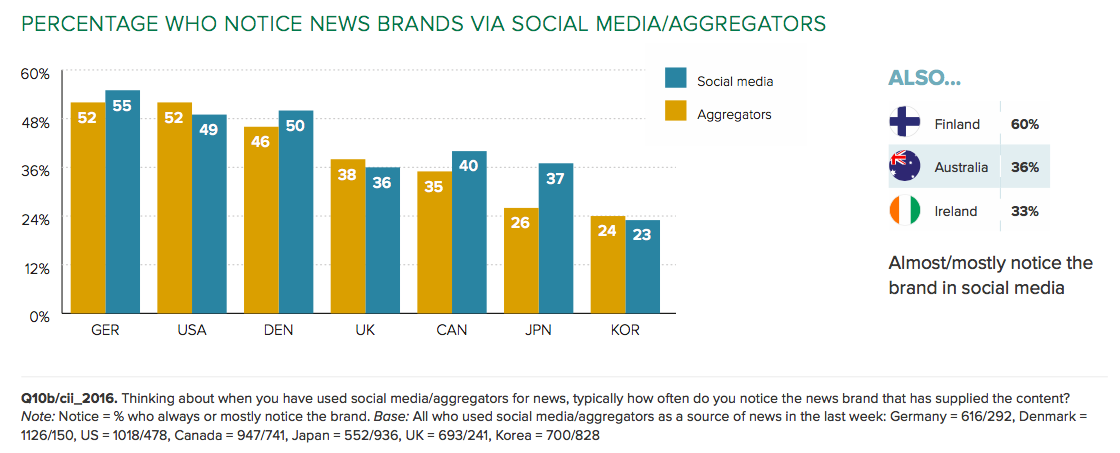 PERCENTAGE WHO NOTICE NEWS BRANDS VIA SOCIAL MEDIA/AGGREGATORS
60%
48%
36%
24%
12%
0%
52 55
52 49
46 50
38 36
35 40
26 37
24 23
GER USA DEN UK CAN JPN KOR
Social media
Aggregators
ALSO...
Finland 60%
Australia 36%
Ireland 33%
Almost/mostly notice the
brand in social media
Q10b/cii_2016. Thinking about when you have used social media/aggregators for news, typically how often do you notice the news brand that has supplied the content?
Note: Notice = % who always or mostly notice the brand. Base: All who used social media/aggregators as a source of news in the last week: Germany = 616/292, Denmark =
1126/150, US = 1018/478, Canada = 947/741, Japan = 552/936, UK = 693/241, Korea = 700/828